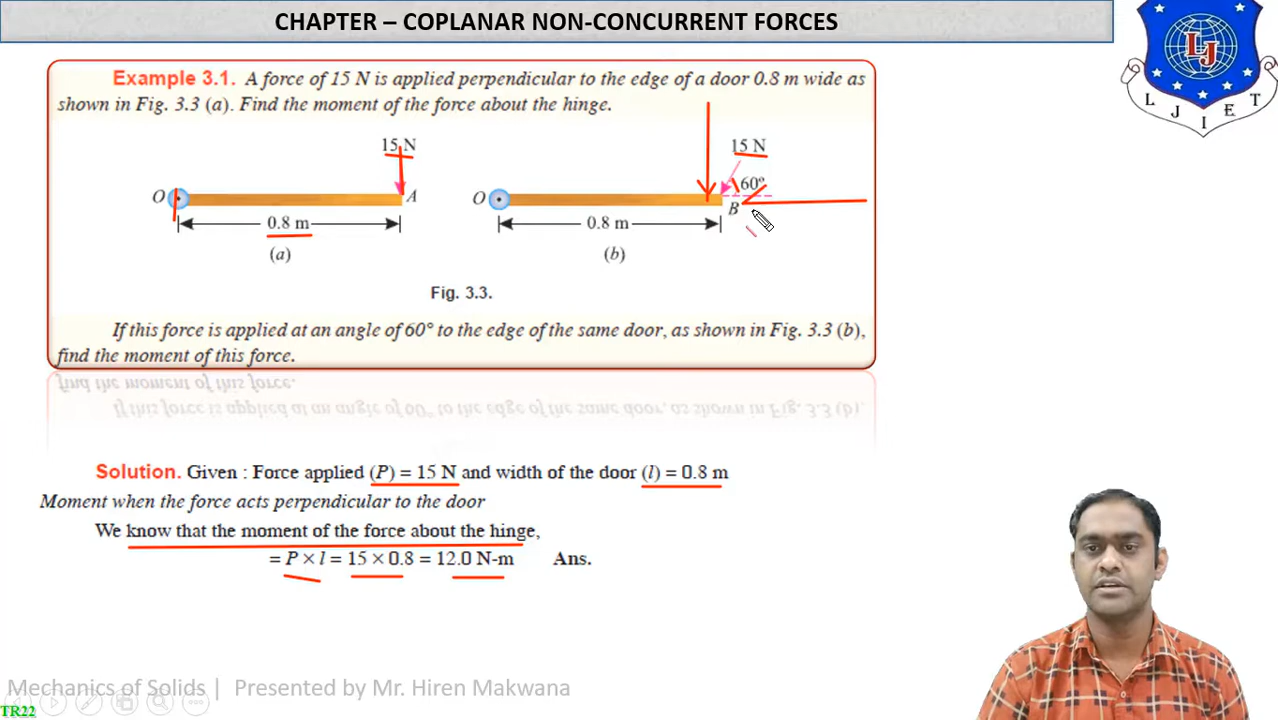 CHAPTER – COPLANAR NON-CONCURRENT FORCES
L J I E T
Example 3.1. A force of 15 N is applied perpendicular to the edge of a door 0.8 m wide as
shown in Fig. 3.3 (a). Find the moment of the force about the hinge.
15 N
15 N
60°
O
A
O
B
0.8 m
0.8 m
(a)
(b)
Fig. 3.3.
If this force is applied at an angle of 60° to the edge of the same door, as shown in Fig. 3.3 (b),
find the moment of this force.
Solution. Given : Force applied (P) = 15 N and width of the door (l) = 0.8 m
Moment when the force acts perpendicular to the door
We know that the moment of the force about the hinge,
= P × l = 15 × 0.8 = 12.0 N-m Ans.
Mechanics of Solids | Presented by Mr. Hiren Makwana
TR22